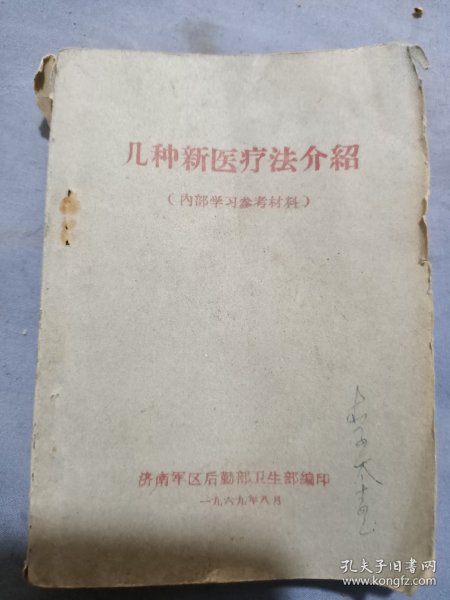 几种新医疗法介紹
（内部学习参考材料）
济南军区后勤部卫生部编印
一九六九年八月
孔夫子旧书网
www.kongfz.com